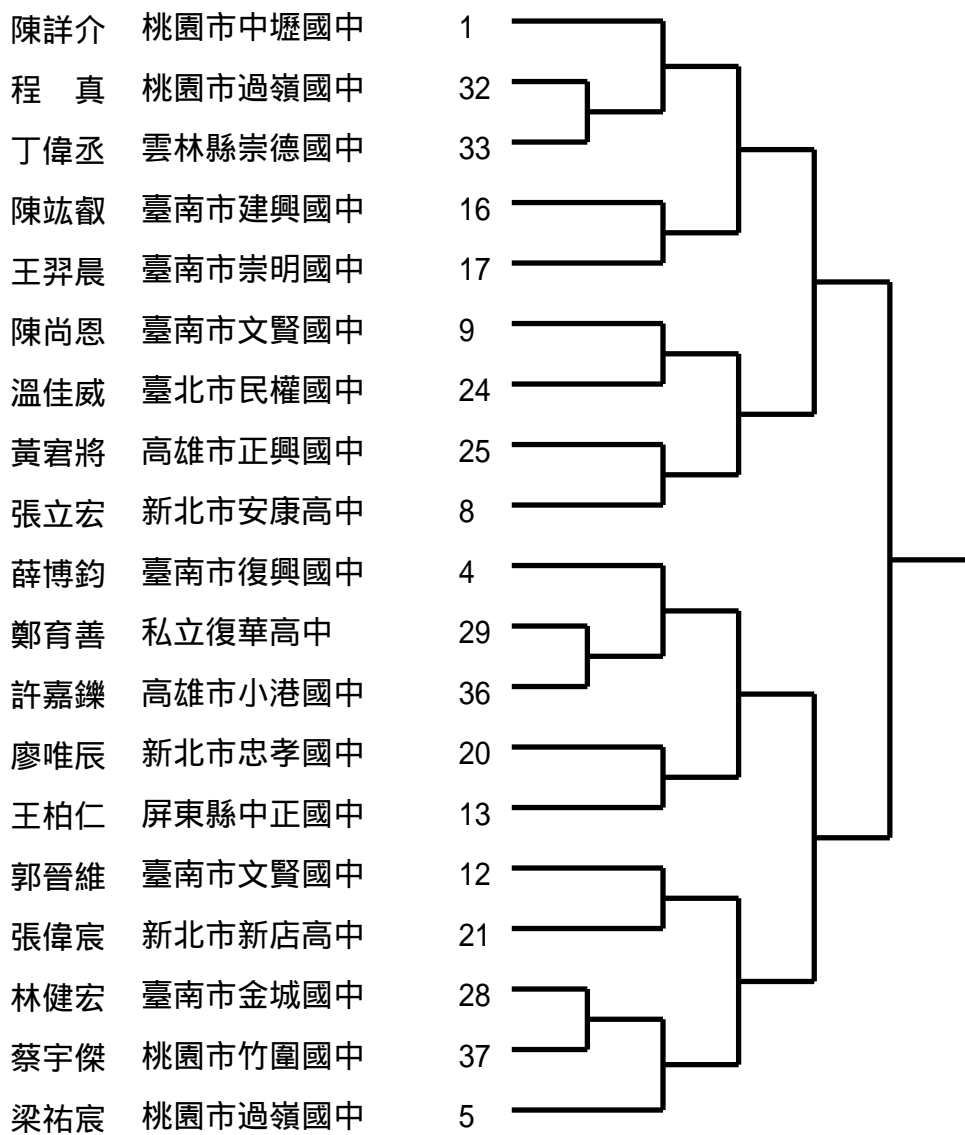 陳詳介 桃園市中壢國中 1
程 真 桃園市過嶺國中 32
丁偉丞 雲林縣崇德國中 33
陳竑叡 臺南市建興國中 16
王羿晨 臺南市崇明國中 17
陳尚恩 臺南市文賢國中 9
溫佳威 臺北市民權國中 24
黃宭將 高雄市正興國中 25
張立宏 新北市安康高中 8
薛博鈞 臺南市復興國中 4
鄭育善 私立復華高中 29
許嘉鑠 高雄市小港國中 36
廖唯辰 新北市忠孝國中 20
王柏仁 屏東縣中正國中 13
郭晉維 臺南市文賢國中 12
張偉宸 新北市新店高中 21
林健宏 臺南市金城國中 28
蔡宇傑 桃園市竹圍國中 37
梁祐宸 桃園市過嶺國中 5